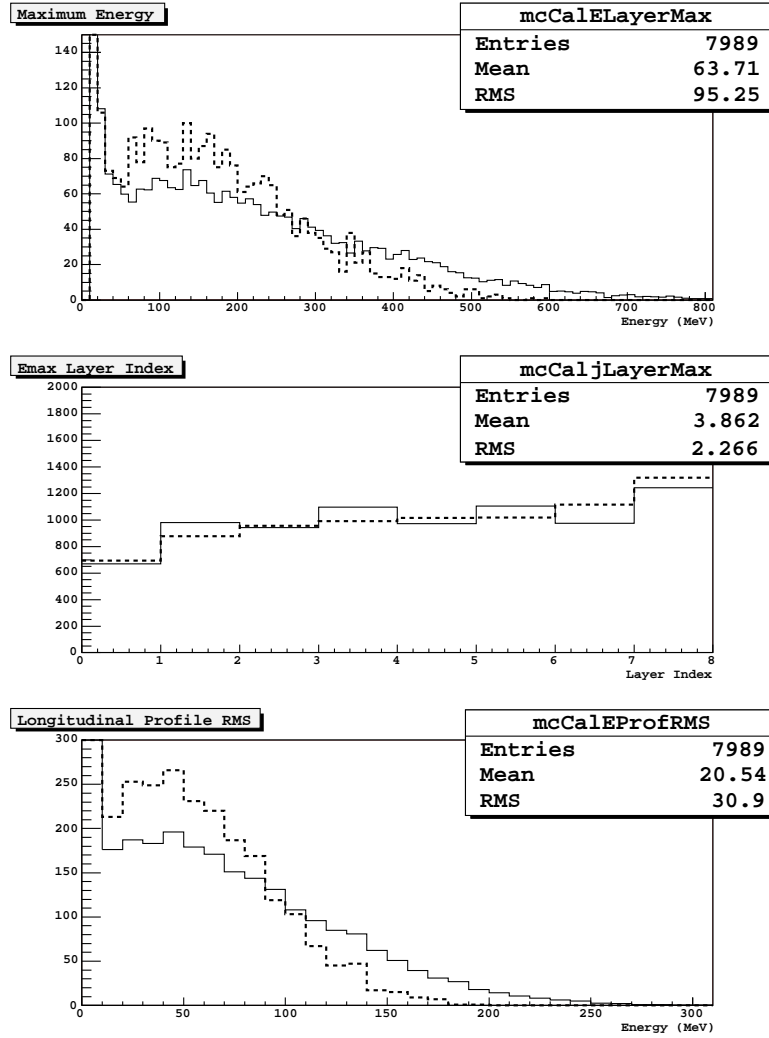 Maximum Energy
mcCalELayerMax
Entries 7989
Mean 63.71
RMS 95.25
140
120
100
80
60
40
20
0
0 100 200 300 400 500 600 700 800
Energy (MeV)
Emax Layer Index
mcCaljLayerMax
Entries 7989
Mean 3.862
RMS 2.266
2000
1800
1600
1400
1200
1000
800
600
400
200
0
0 1 2 3 4 5 6 7 8
Layer Index
Longitudinal Profile RMS
mcCalEProfRMS
Entries 7989
Mean 20.54
RMS 30.9
300
250
200
150
100
50
0
0 50 100 150 200 250 300
Energy (MeV)